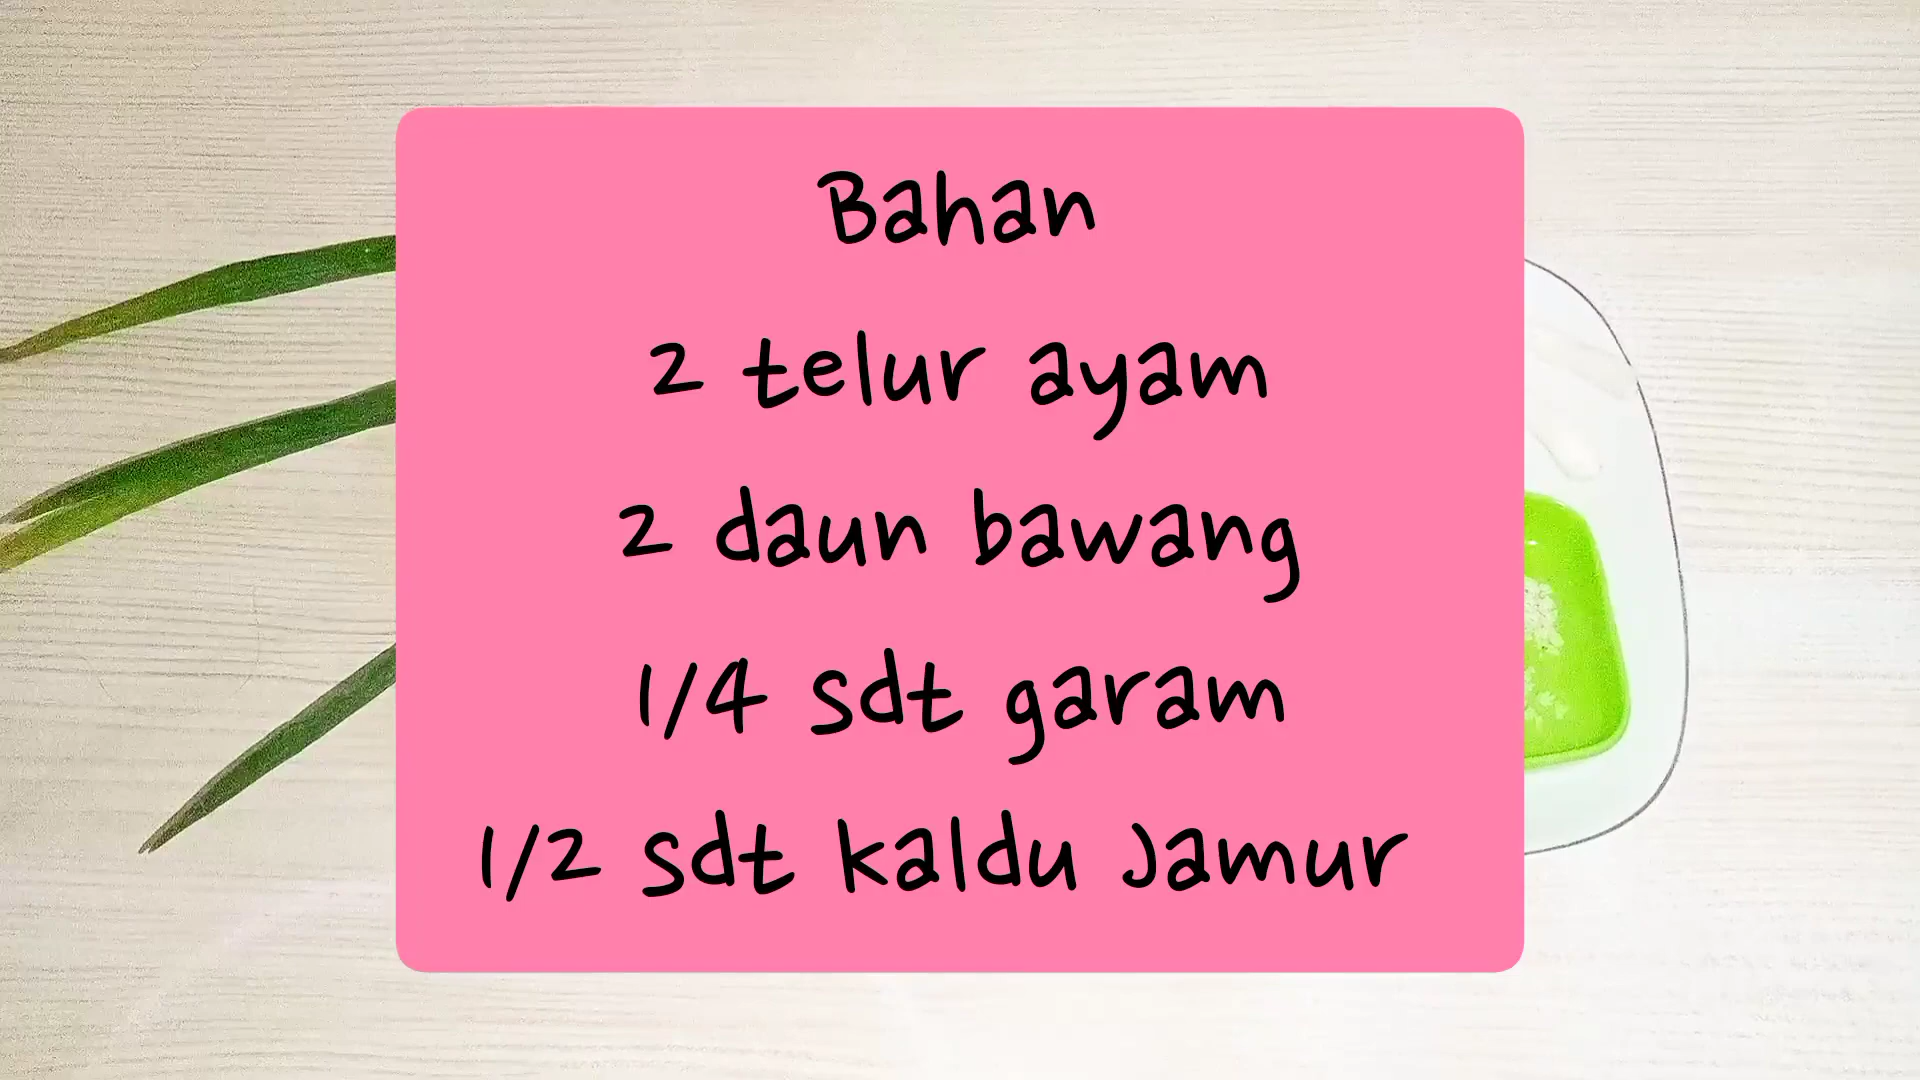 Bahan
2 telur ayam
2 daun bawang
1/4 sdt garam
1/2 sdt kaldu Jamur